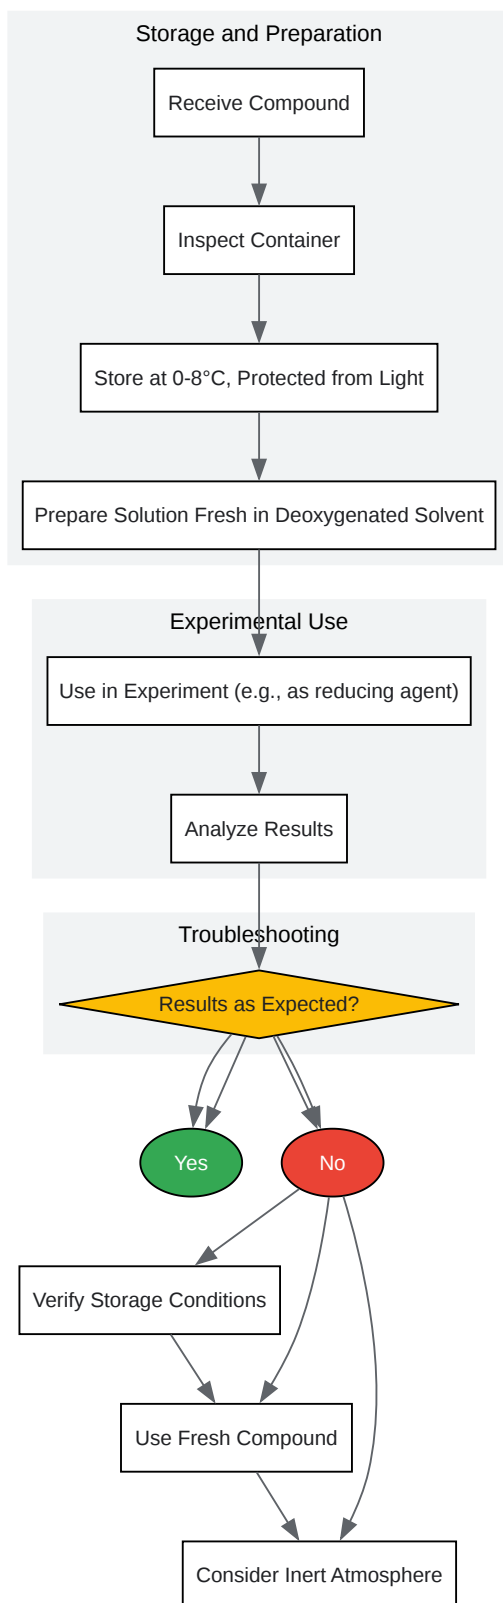 Storage and Preparation
Receive Compound
Inspect Container
Store at 0-8°C, Protected from Light
Prepare Solution Fresh in Deoxygenated Solvent
Experimental Use
Use in Experiment (e.g., as reducing agent)
Analyze Results
Troubleshooting
Results as Expected?
Yes
No
Verify Storage Conditions
Use Fresh Compound
Consider Inert Atmosphere